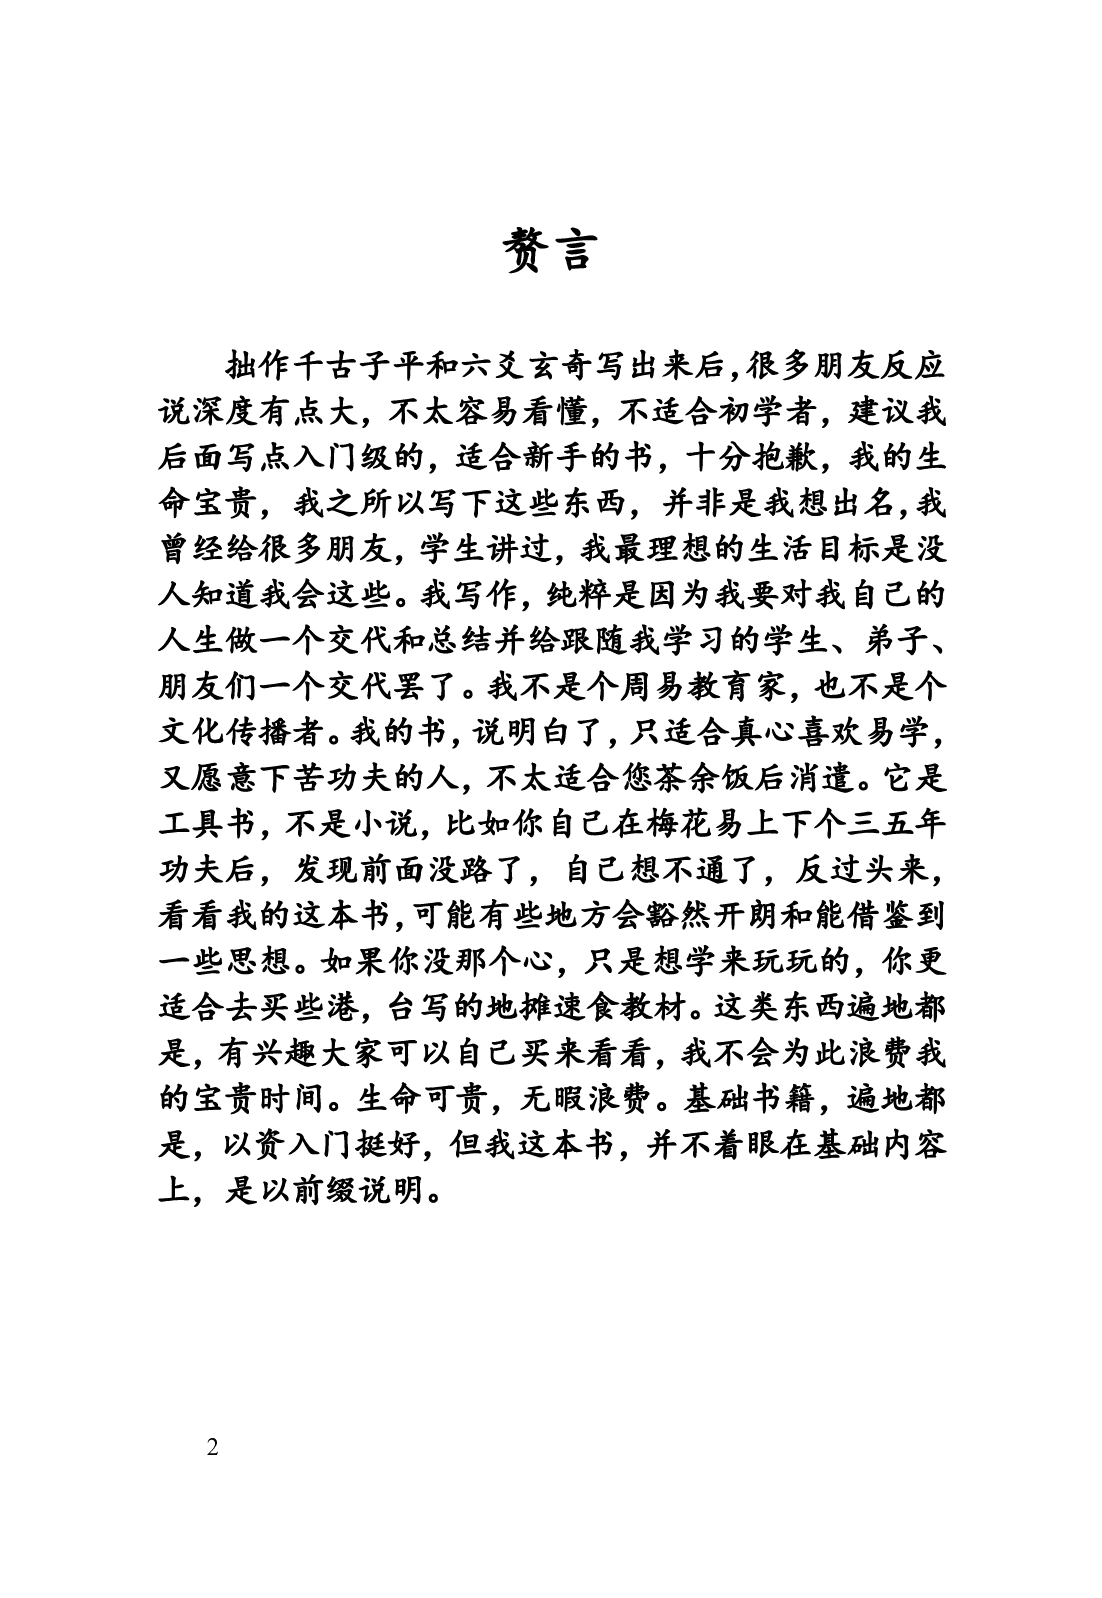 赘言
拙作千古子平和六爻玄奇写出来后，很多朋友反应
说深度有点大，不太容易看懂，不适合初学者，建议我
后面写点入门级的，适合新手的书，十分抱歉，我的生
命宝贵，我之所以写下这些东西，并非是我想出名，我
曾经给很多朋友，学生讲过，我最理想的生活目标是没
人知道我会这些。我写作，纯粹是因为我要对我自己的
人生做一个交代和总结并给跟随我学习的学生、弟子、
朋友们一个交代罢了。我不是个周易教育家，也不是个
文化传播者。我的书，说明白了，只适合真心喜欢易学，
又愿意下苦功夫的人，不太适合您茶余饭后消遣。它是
工具书，不是小说，比如你自己在梅花易上下个三五年
功夫后，发现前面没路了，自己想不通了，反过头来，
看看我的这本书，可能有些地方会豁然开朗和能借鉴到
一些思想。如果你没那个心，只是想学来玩玩的，你更
适合去买些港，台写的地摊速食教材。这类东西遍地都
是，有兴趣大家可以自己买来看看，我不会为此浪费我
的宝贵时间。生命可贵，无暇浪费。基础书籍，遍地都
是，以资入门挺好，但我这本书，并不着眼在基础内容
上，是以前缀说明。
2